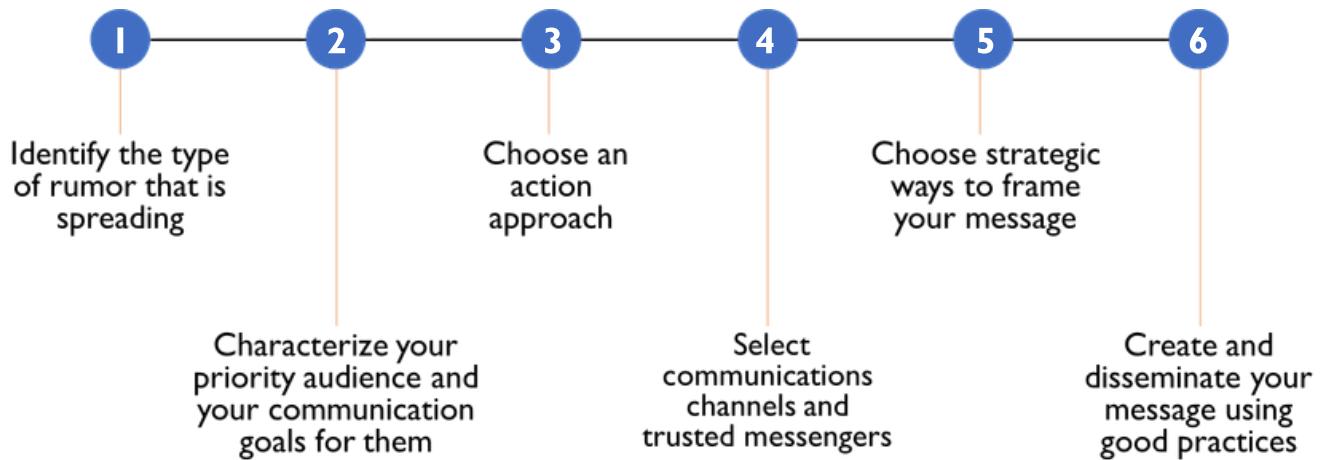 1
2
3
4
5
6
Identify the type
of rumor that is
spreading
Choose an
action
approach
Choose strategic
ways to frame
your message
Characterize your
priority audience and
your communication
goals for them
Select
communications
channels and
trusted messengers
Create and
disseminate your
message using
good practices